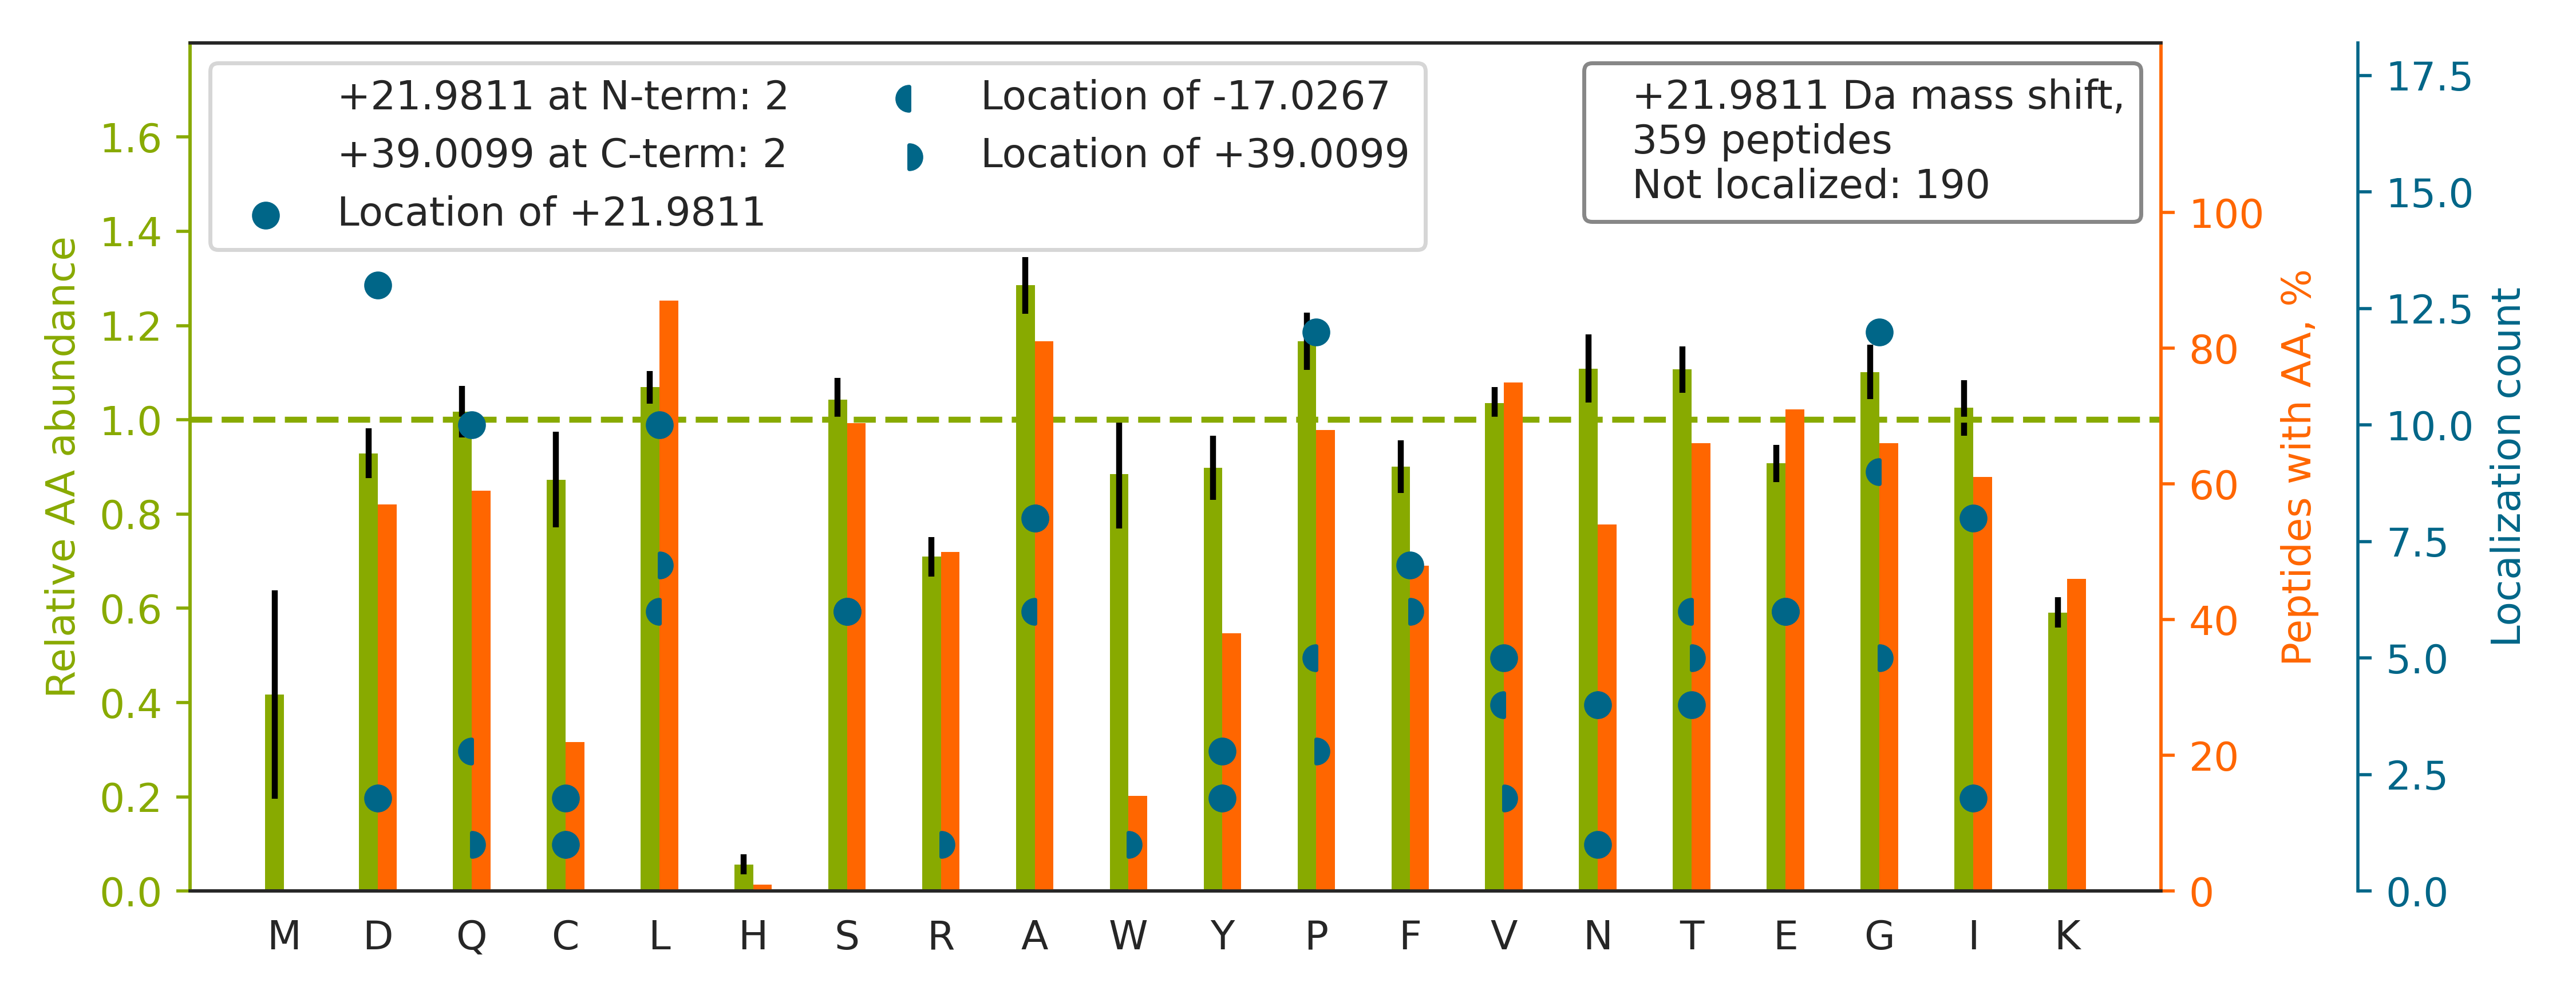 +21.9811 at N-term: 2
+39.0099 at C-term: 2
Location of +21.9811
Location of -17.0267
Location of +39.0099
+21.9811 Da mass shift,
359 peptides
Not localized: 190
Relative AA abundance
1.6
1.4
1.2
1.0
0.8
0.6
0.4
0.2
0.0
M D Q C L H S R A W Y P F V N T E G I K
100
80
60
40
20
0
Peptides with AA, %
17.5
15.0
12.5
10.0
7.5
5.0
2.5
0.0
Localization count